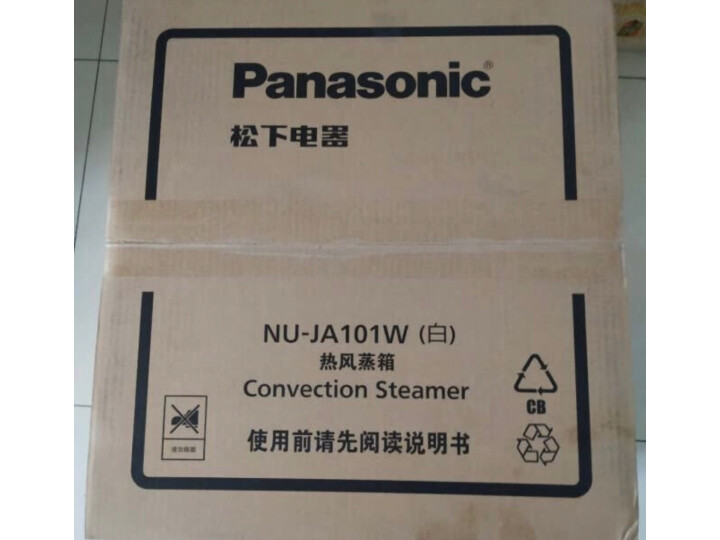 Panasonic®
松下电器
NU-JA101W (白)
热风蒸箱
Convection Steamer
CB
使用前请先阅读说明书